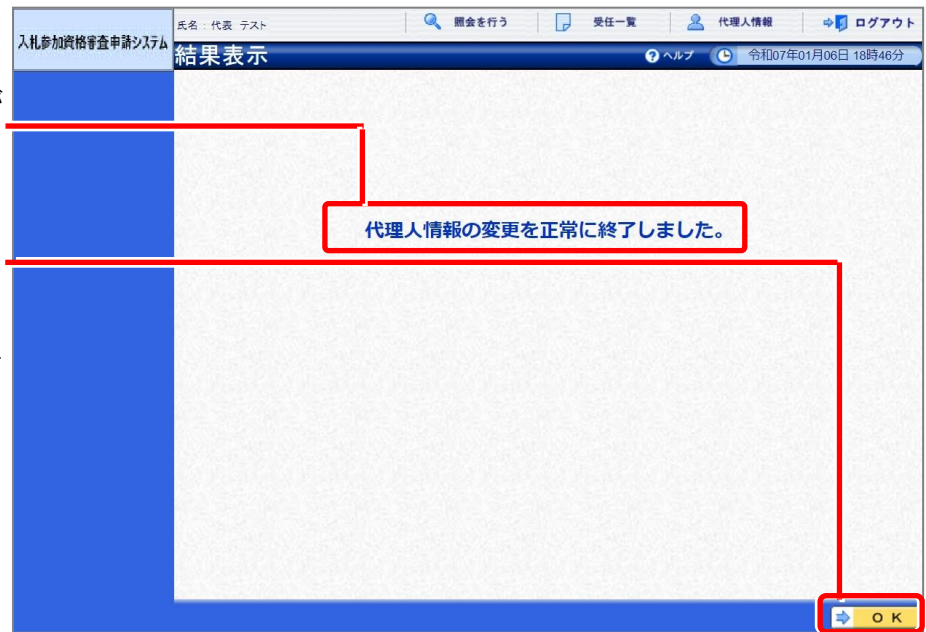 入札参加資格審査申請システム
氏名：代表 テスト
照会を行う
受任一覧
代理人情報
ログアウト
結果表示
ヘルプ
令和07年01月06日 18時46分
代理人情報の変更を正常に終了しました。
ＯＫ